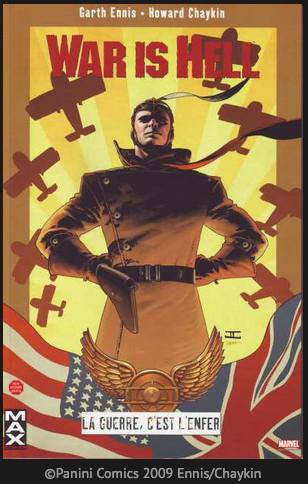 Garth Ennis • Howard Chaykin
WAR IS HELL
LA GUERRE, C'EST L'ENFER
MAX
MARVEL
©Panini Comics 2009 Ennis/Chaykin